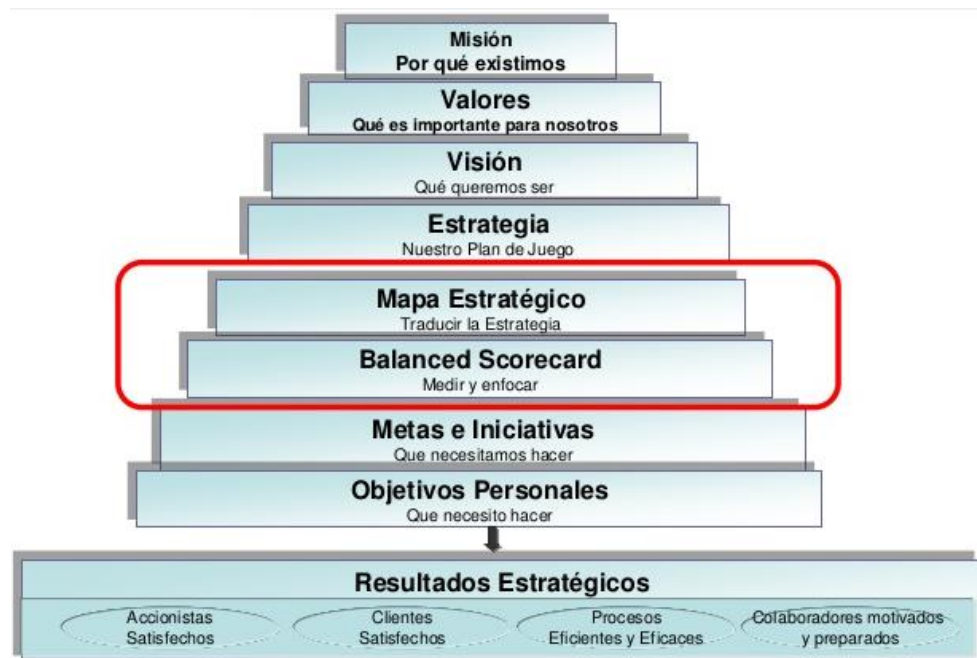 Misión
Por qué existimos
Valores
Qué es importante para nosotros
Visión
Qué queremos ser
Estrategia
Nuestro Plan de Juego
Mapa Estratégico
Traducir la Estrategia
Balanced Scorecard
Medir y enfocar
Metas e Iniciativas
Que necesitamos hacer
Objetivos Personales
Que necesito hacer
Resultados Estratégicos
Accionistas
Satisfechos
Clientes
Satisfechos
Procesos
Eficientes y Eficaces
Colaboradores motivados
y preparados